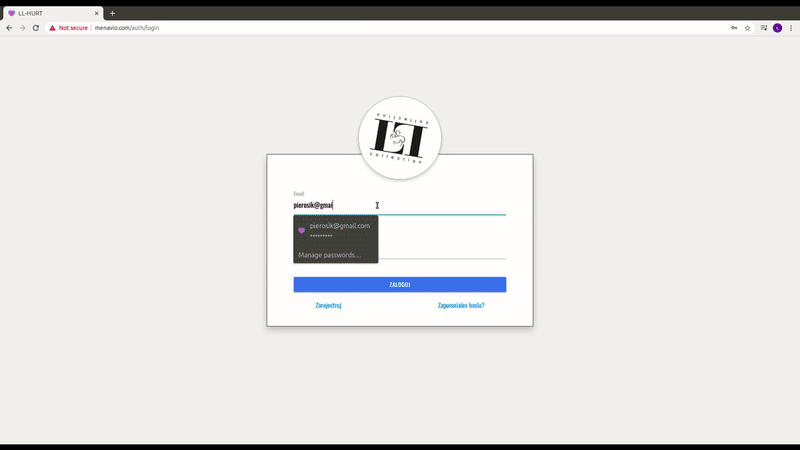 LL-HURT
Not secure
menavio.com/auth/login
collection
LL
collection
Email
pierosik@gmai
pierosik@gmail.com
•••••••••
Manage passwords...
ZALOGUJ
Zarejestruj
Zapomniałeś hasła?